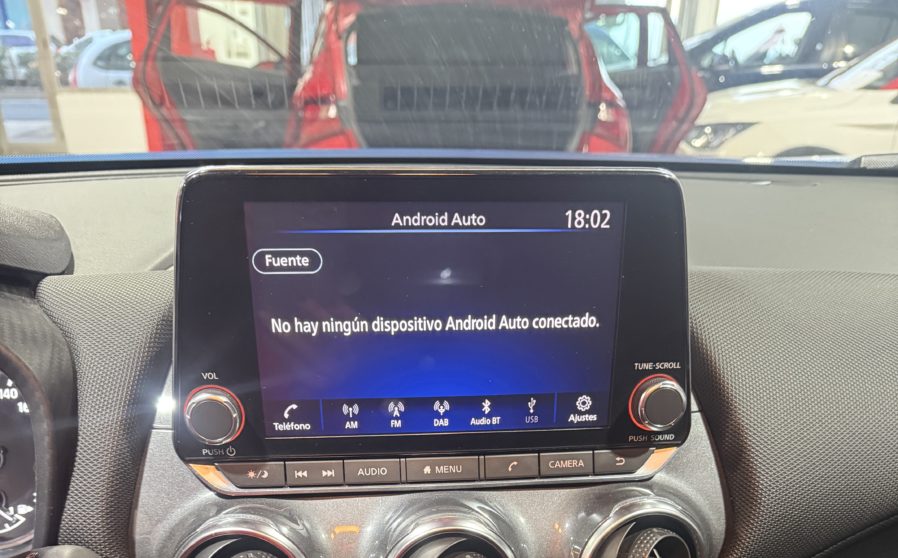 Android Auto 18:02
Fuente
No hay ningún dispositivo Android Auto conectado.
Teléfono AM FM DAB Audio BT USB Ajustes
VOL
TUNE·SCROLL
PUSH
PUSH SOUND
AUDIO MENU CAMERA
140